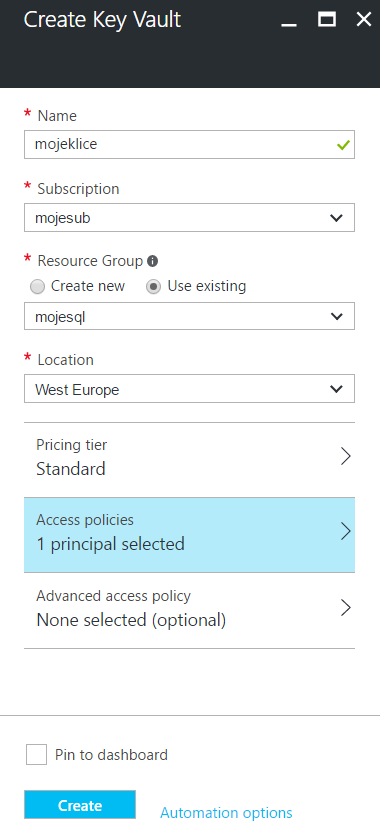 Create Key Vault
* Name
mojeklice
* Subscription
mojesub
* Resource Group
Create new Use existing
mojesql
* Location
West Europe
Pricing tier
Standard
Access policies
1 principal selected
Advanced access policy
None selected (optional)
Pin to dashboard
Create Automation options